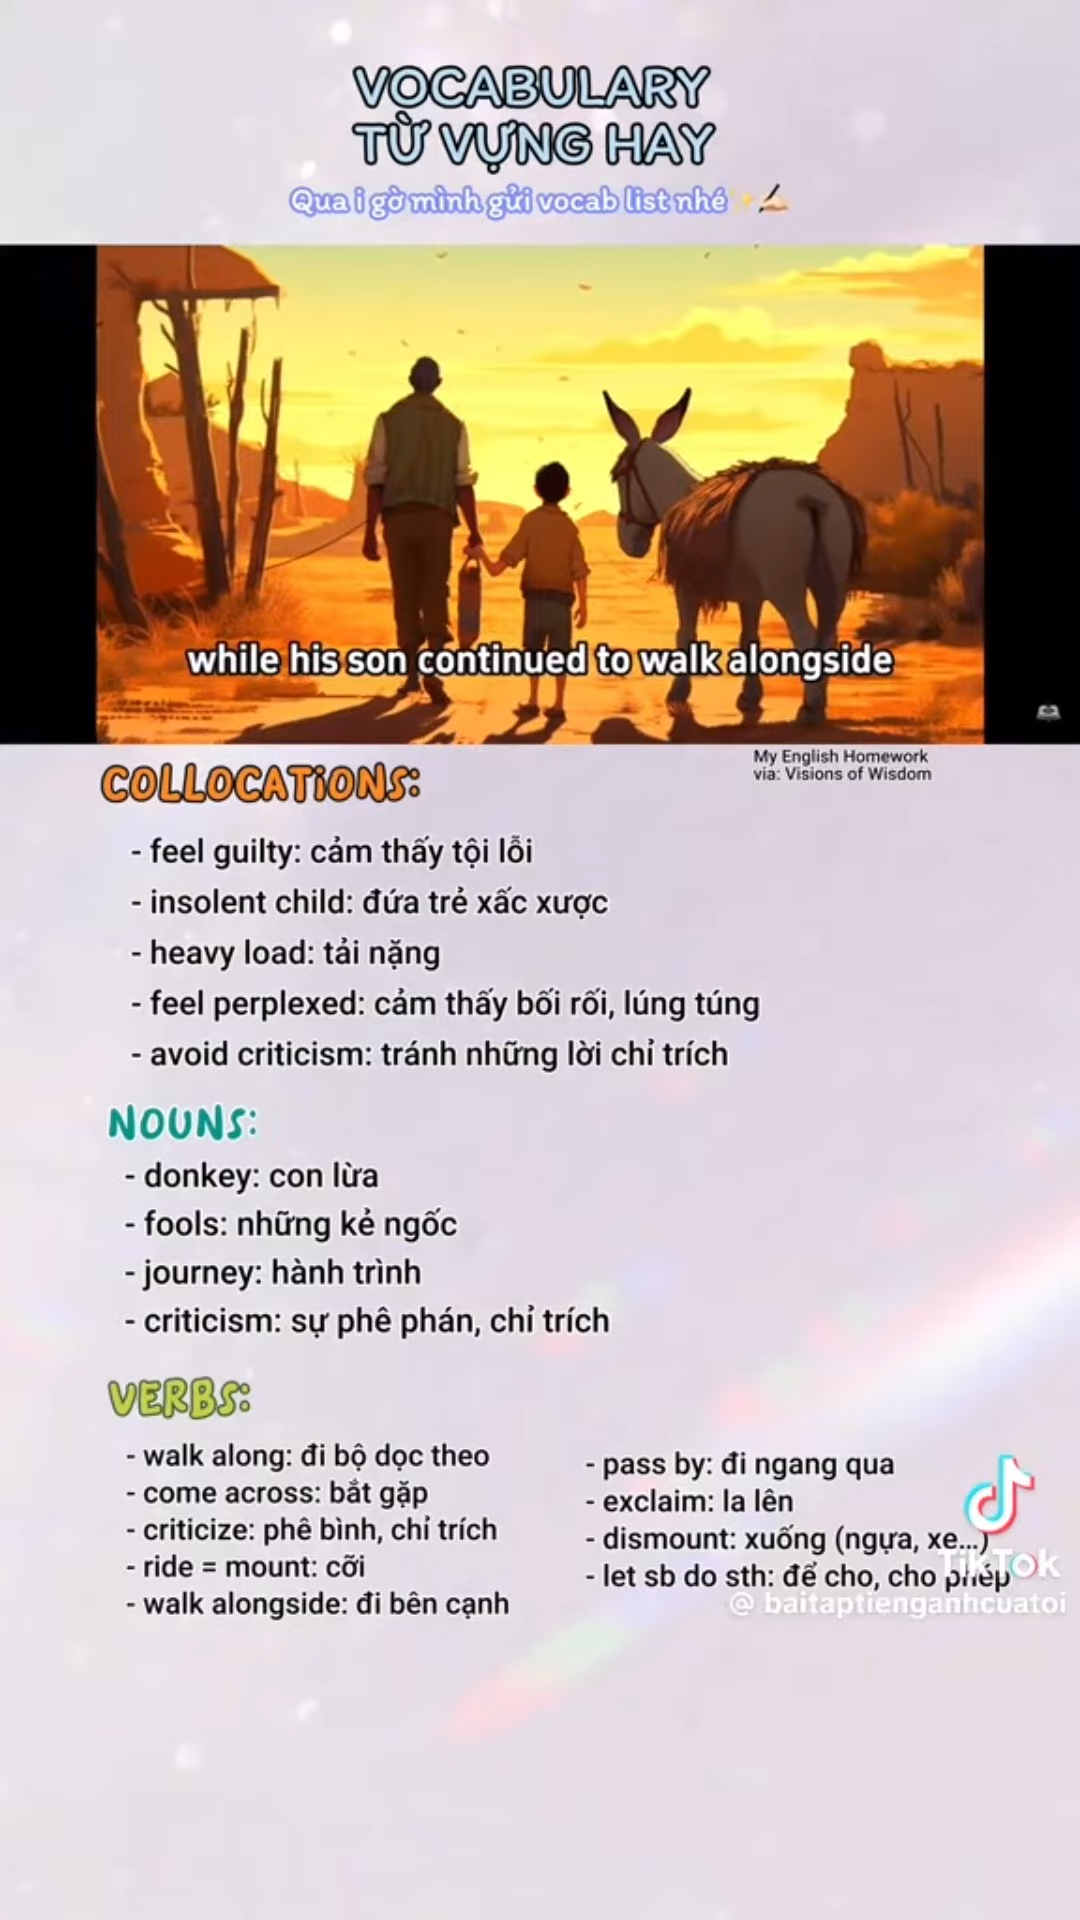 VOCABULARY
TỪ VỰNG HAY
Qua i gờ mình gửi vocab list nhé
while his son continued to walk alongside
My English Homework
via: Visions of Wisdom
COLLOCATIONS:
- feel guilty: cảm thấy tội lỗi
- insolent child: đứa trẻ xấc xược
- heavy load: tải nặng
- feel perplexed: cảm thấy bối rối, lúng túng
- avoid criticism: tránh những lời chỉ trích
NOUNS:
- donkey: con lừa
- fools: những kẻ ngốc
- journey: hành trình
- criticism: sự phê phán, chỉ trích
VERBS:
- walk along: đi bộ dọc theo
- come across: bắt gặp
- criticize: phê bình, chỉ trích
- ride = mount: cỡi
- walk alongside: đi bên cạnh
- pass by: đi ngang qua
- exclaim: la lên
- dismount: xuống (ngựa, xe...)
- let sb do sth: để cho, cho phép
TikTok
@ baitaptienganhcuatoi